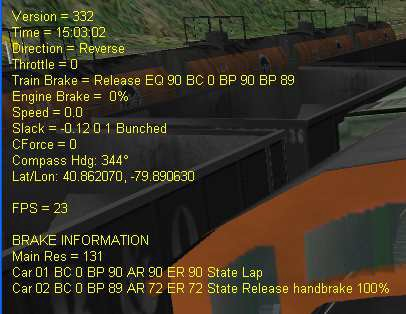 Version = 332
Time = 15:03:02
Direction = Reverse
Throttle = 0
Train Brake = Release EQ 90 BC 0 BP 90 BP 89
Engine Brake = 0%
Speed = 0.0
Slack = -0.12 0 1 Bunched
CForce = 0
Compass Hdg: 344°
Lat/Lon: 40.862070, -79.890630
FPS = 23
BRAKE INFORMATION
Main Res = 131
Car 01 BC 0 BP 90 AR 90 ER 90 State Lap
Car 02 BC 0 BP 89 AR 72 ER 72 State Release handbrake 100%